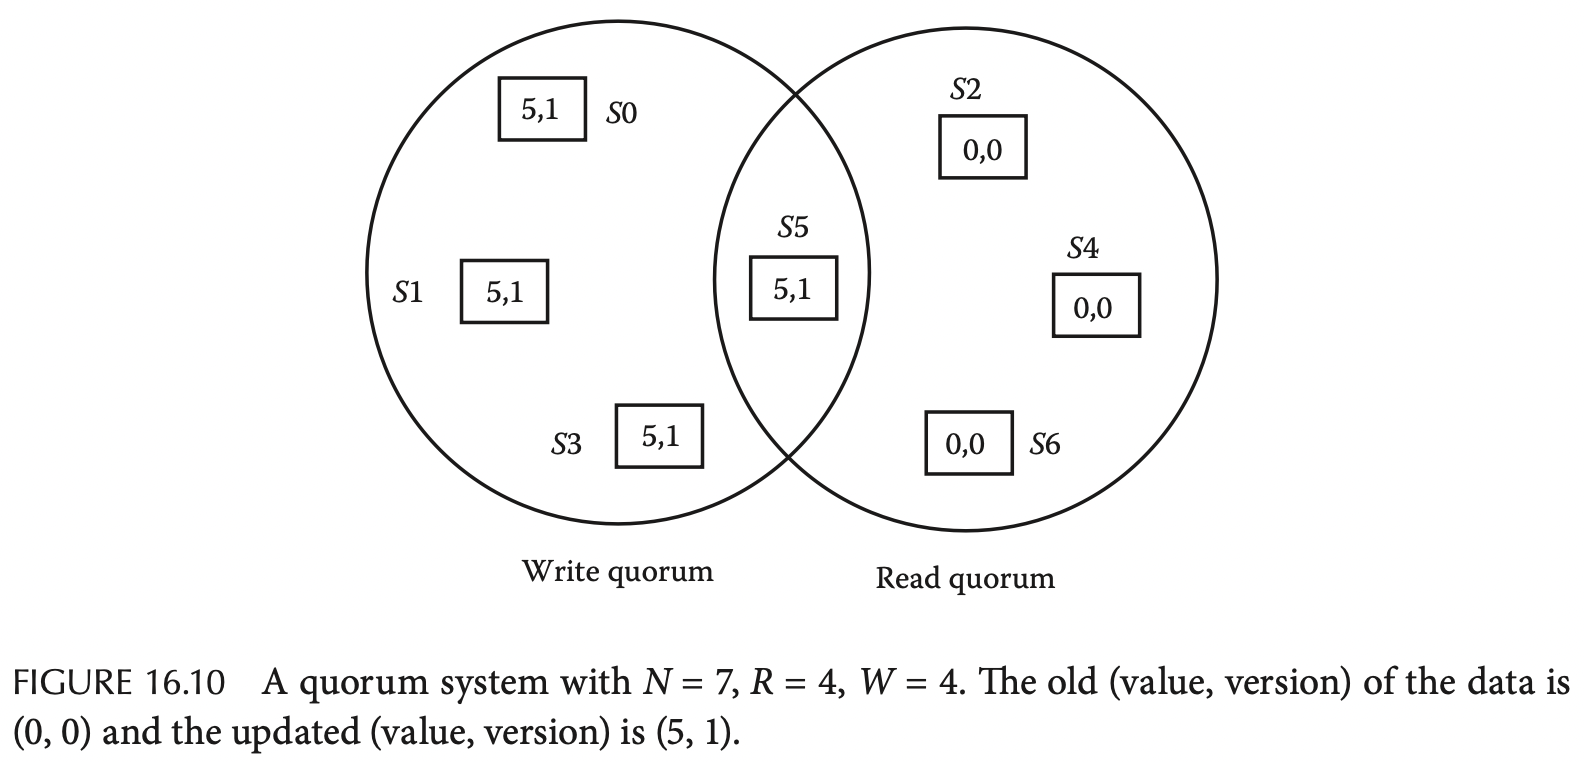 S2
5,1 S0
0,0
S5
S4
S1 5,1
5,1
0,0
S3 5,1
0,0 S6
Write quorum
Read quorum
FIGURE 16.10 A quorum system with N = 7, R = 4, W = 4. The old (value, version) of the data is
(0, 0) and the updated (value, version) is (5, 1).